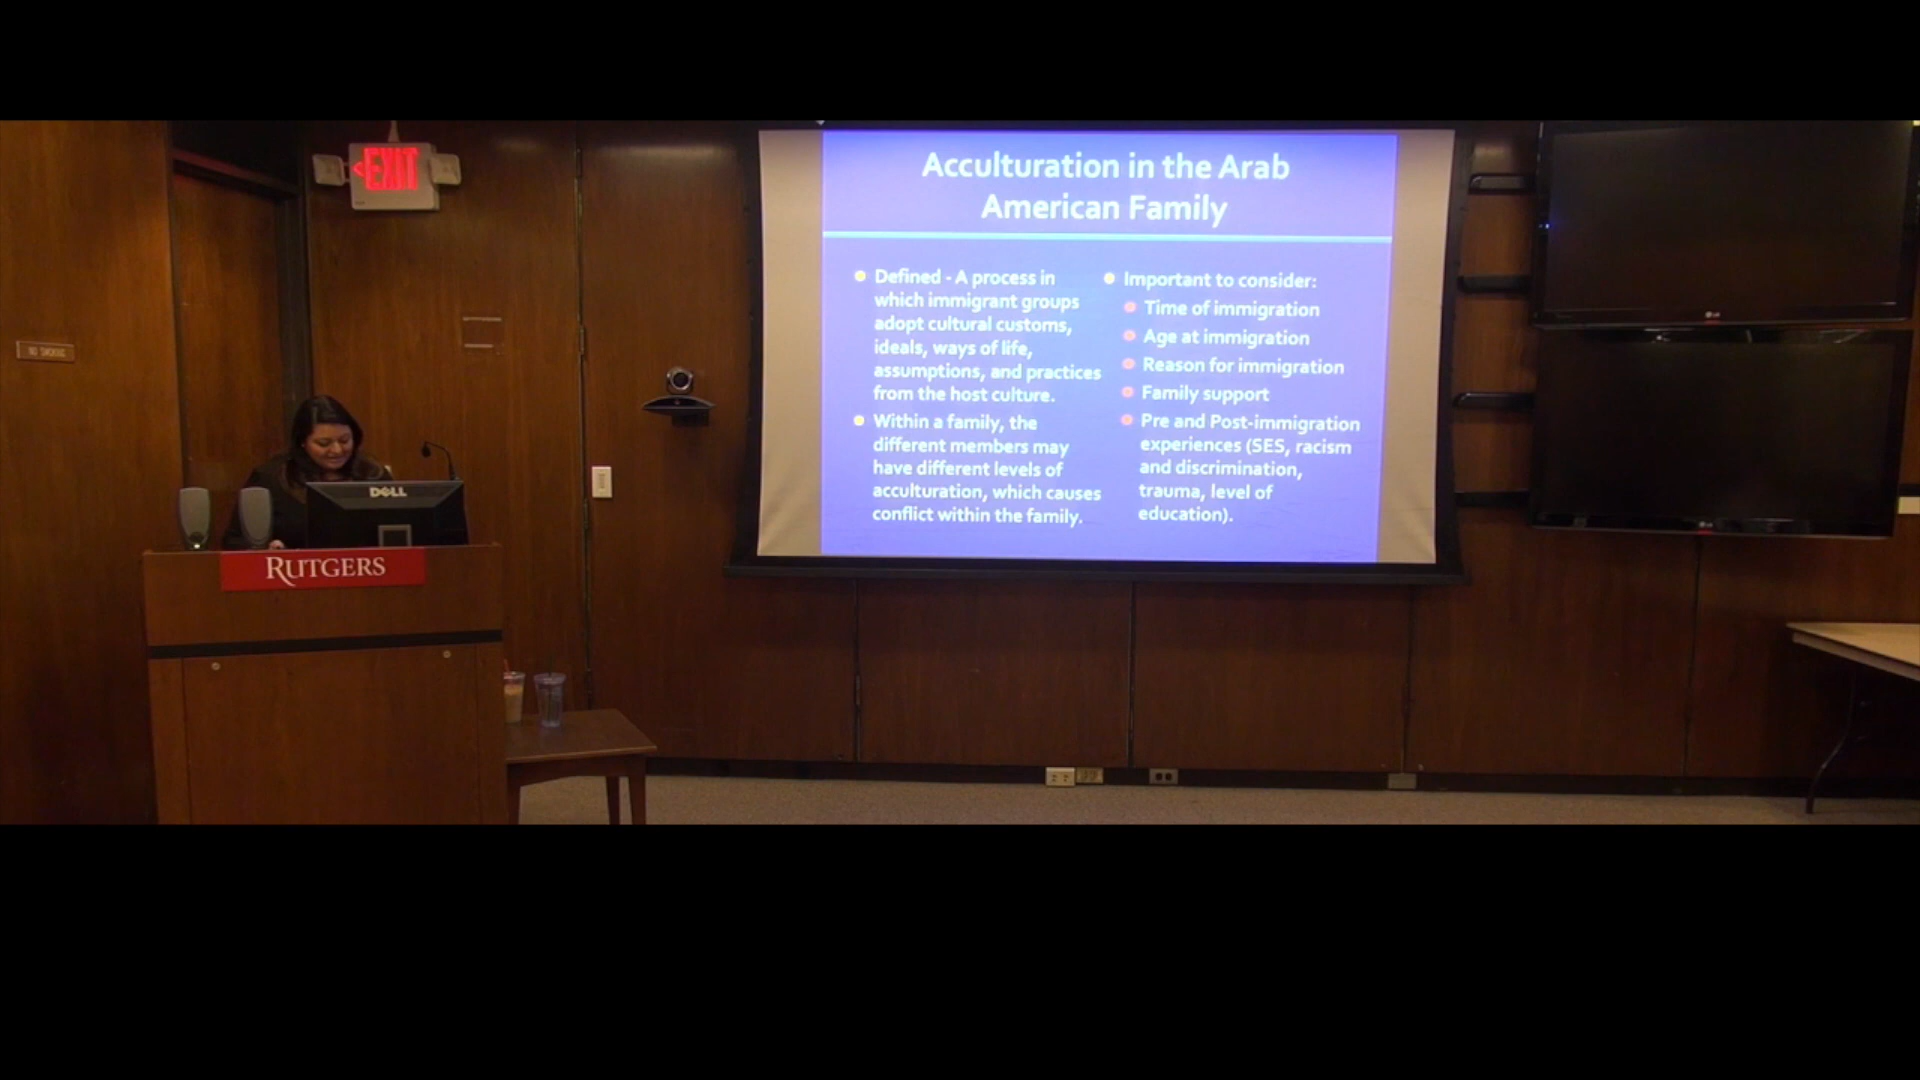 EXIT
NO SMOKING
DELL
RUTGERS
Acculturation in the Arab
American Family
Defined - A process in
which immigrant groups
adopt cultural customs,
ideals, ways of life,
assumptions, and practices
from the host culture.
Within a family, the
different members may
have different levels of
acculturation, which causes
conflict within the family.
Important to consider:
Time of immigration
Age at immigration
Reason for immigration
Family support
Pre and Post-immigration
experiences (SES, racism
and discrimination,
trauma, level of
education).
LG